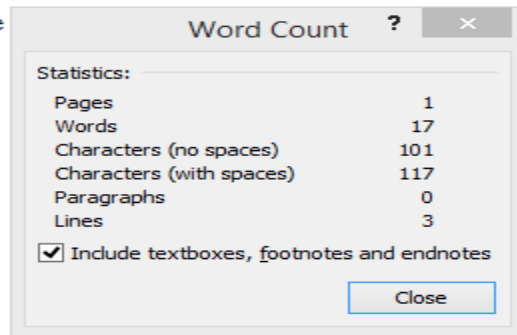 e
Word Count ? ×
Statistics:
Pages 1
Words 17
Characters (no spaces) 101
Characters (with spaces) 117
Paragraphs 0
Lines 3
Include textboxes, footnotes and endnotes
Close